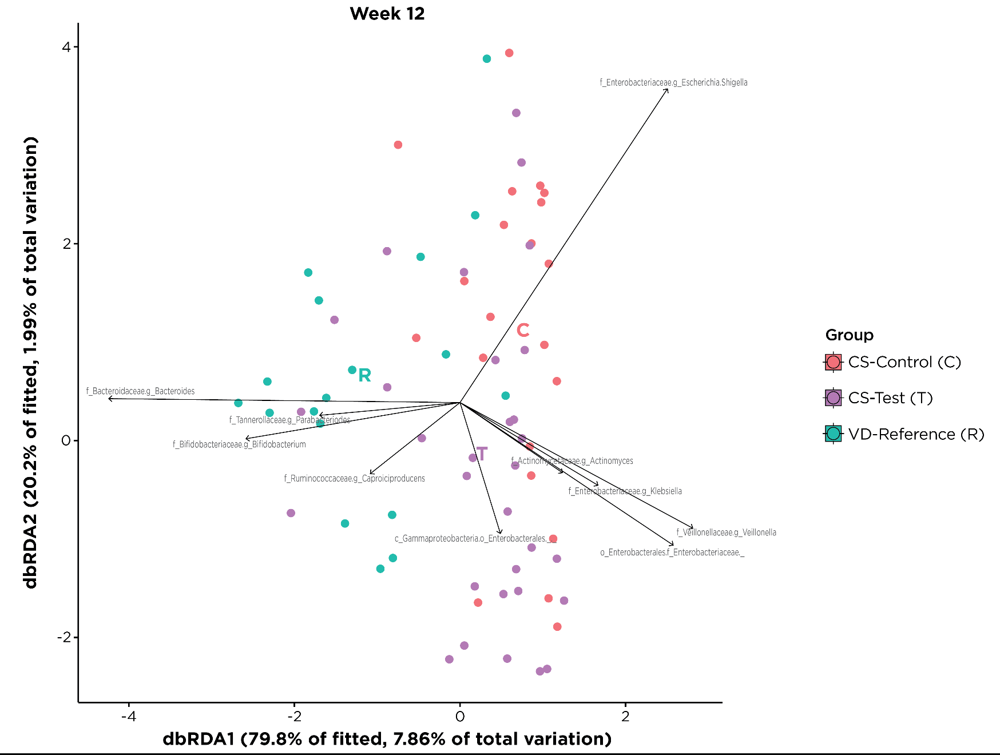 Week 12
4
f_Enterobacteriaceae.g_Escherichia.Shigella
2
C
R
f_Bacteroidaceae.g_Bacteroides
f_Tannerollaceae.g_Parabacteriodes
f_Bifidobacteriaceae.g_Bifidobacterium
0
T
f_Actinomycetaceae.g_Actinomyces
f_Ruminococcaceae.g_Caproiciproducens
f_Enterobacteriaceae.g_Klebsiella
f_Veillonellaceae.g_Veillonella
c_Gammaproteobacteria.o_Enterobacterales._._
o_Enterobacterales.f_Enterobacteriaceae._
-2
-4
-2
0
2
dbRDA1 (79.8% of fitted, 7.86% of total variation)
dbRDA2 (20.2% of fitted, 1.99% of total variation)
Group
CS-Control (C)
CS-Test (T)
VD-Reference (R)